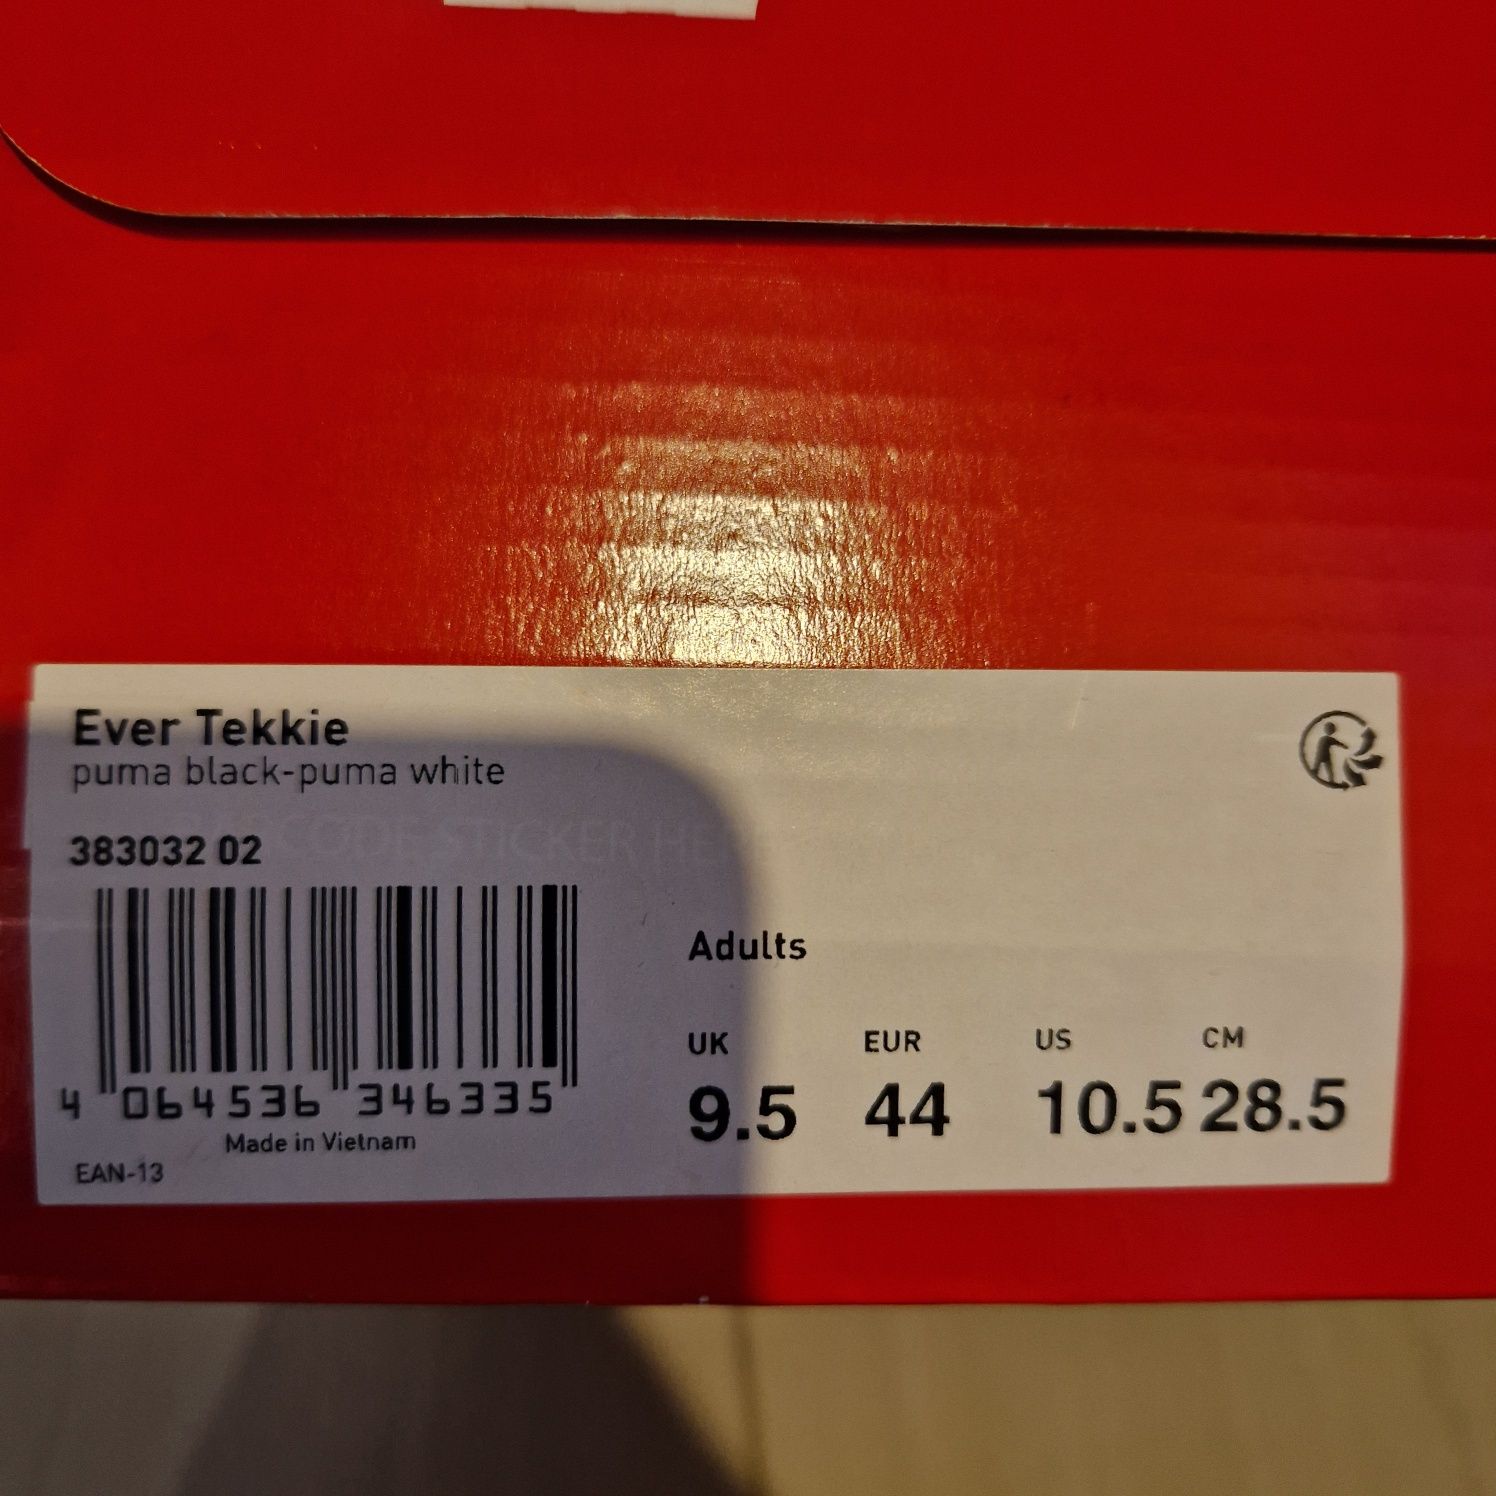 Ever Tekkie
puma black-puma white
383032 02
4 064536 346335
Made in Vietnam
EAN-13
Adults
UK EUR US CM
9.5 44 10.5 28.5